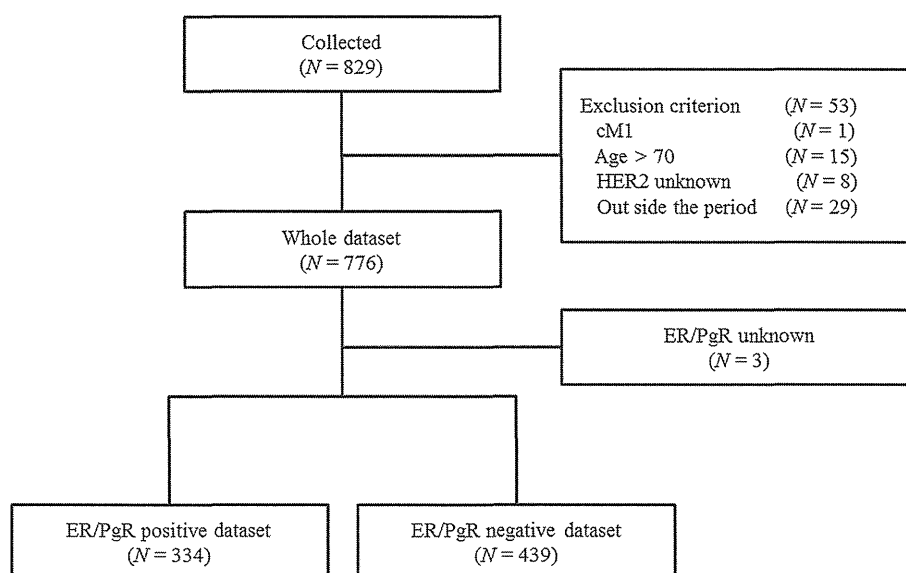 Collected
(N = 829)
Exclusion criterion (N = 53)
cM1 (N = 1)
Age > 70 (N = 15)
HER2 unknown (N = 8)
Out side the period (N = 29)
Whole dataset
(N = 776)
ER/PgR unknown
(N = 3)
ER/PgR positive dataset
(N = 334)
ER/PgR negative dataset
(N = 439)